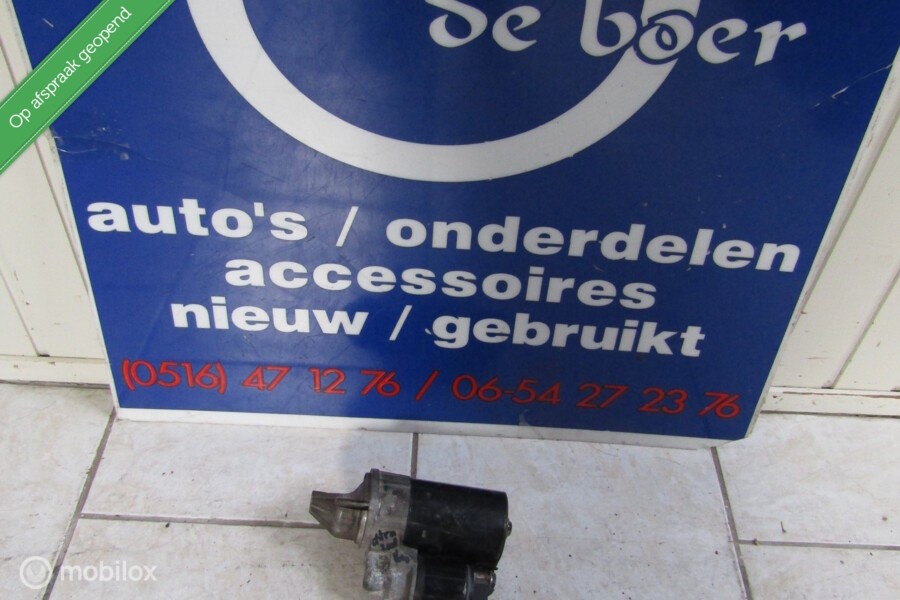 Op afspraak geopend
de boer
auto's / onderdelen
accessoires
nieuw / gebruikt
(0516) 47 12 76 / 06-54 27 23 76
mobilox